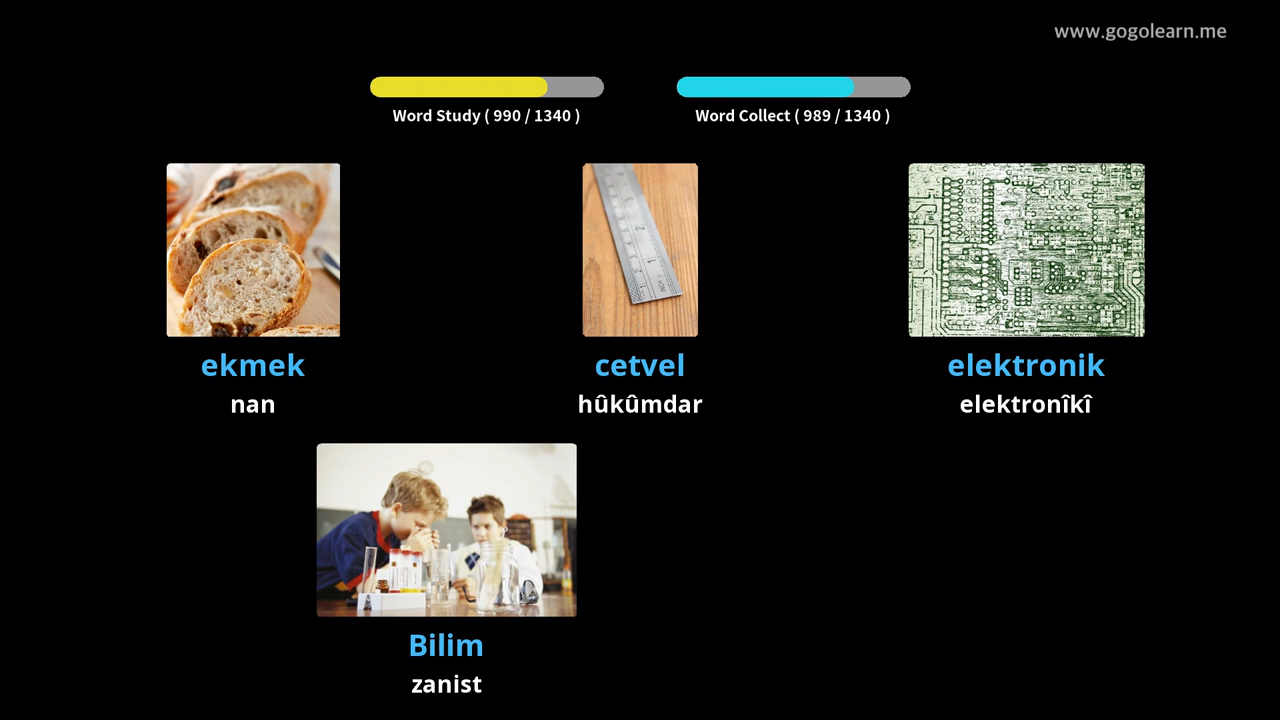 www.gogolearn.me
Word Study ( 990 / 1340 )
Word Collect ( 989 / 1340 )
ekmek
nan
cetvel
hûkûmdar
elektronik
elektronîkî
Bilim
zanist